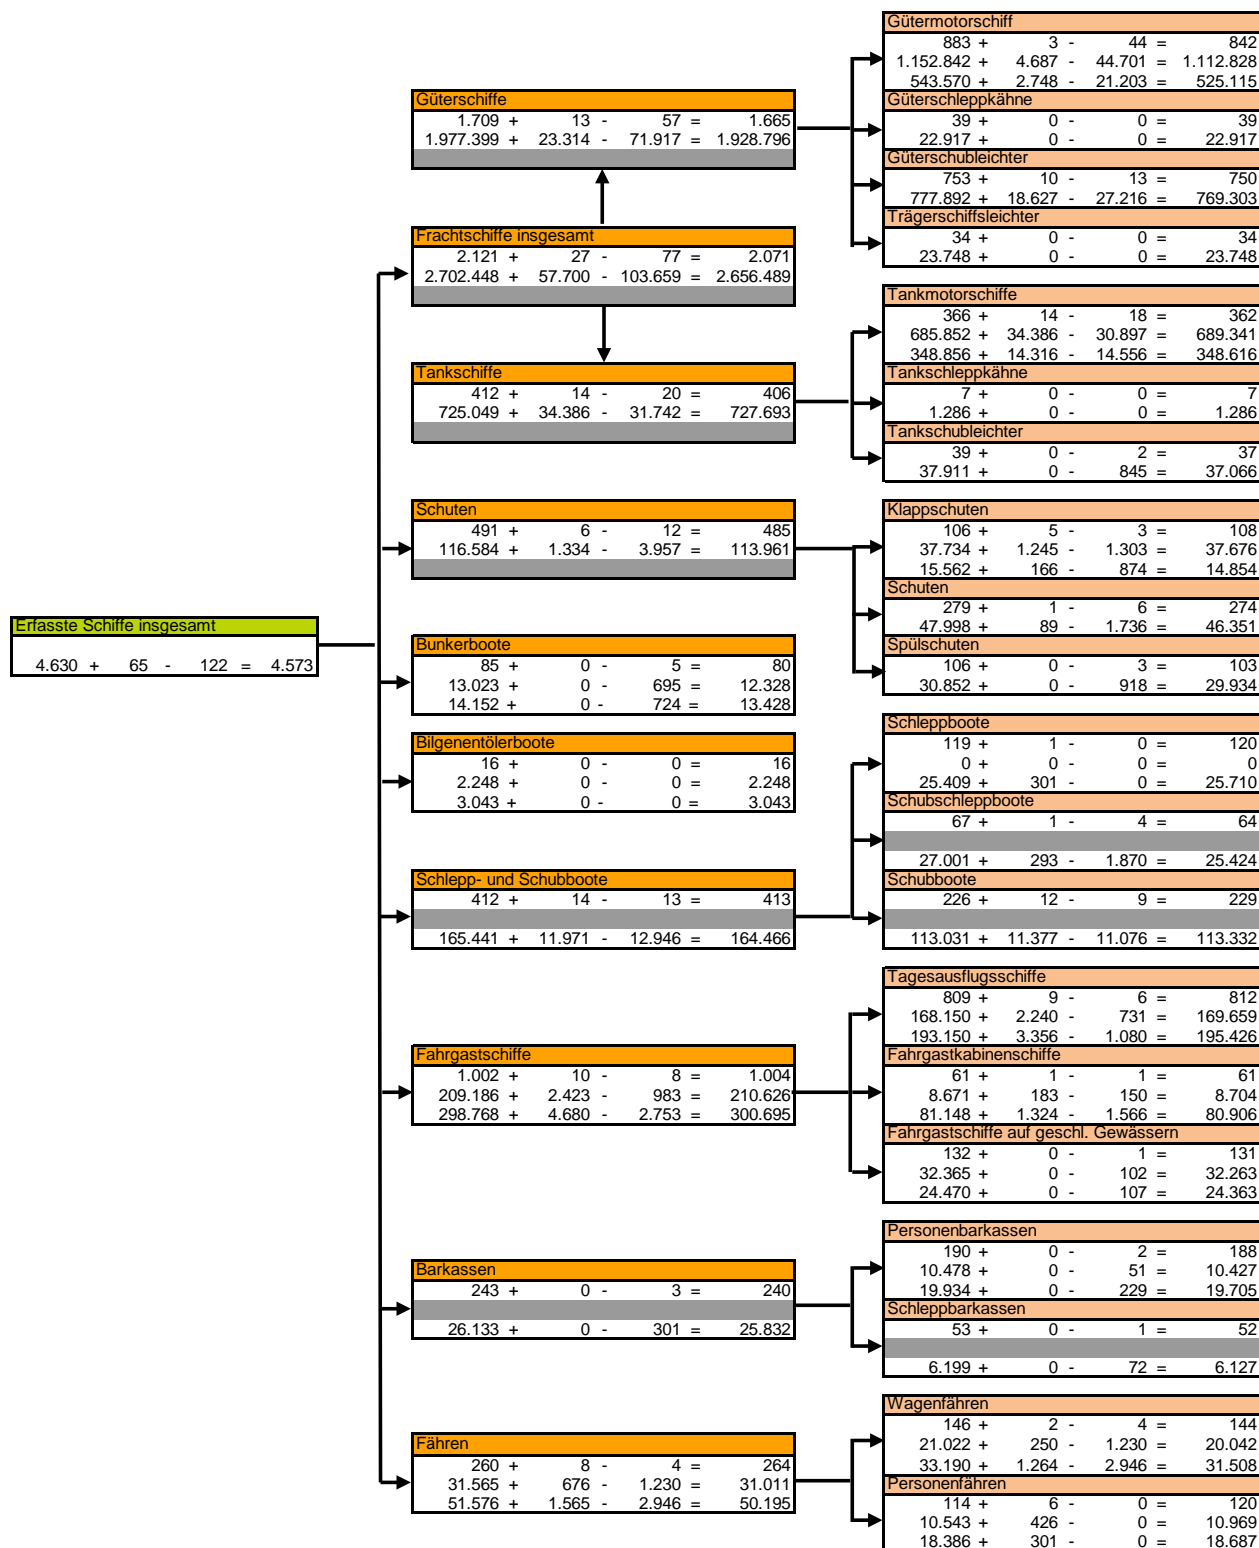 Erfasste Schiffe insgesamt
4.630 + 65 - 122 = 4.573
Güterschiffe
1.709 + 13 - 57 = 1.665
1.977.399 + 23.314 - 71.917 = 1.928.796
Frachtschiffe insgesamt
2.121 + 27 - 77 = 2.071
2.702.448 + 57.700 - 103.659 = 2.656.489
Tankschiffe
412 + 14 - 20 = 406
725.049 + 34.386 - 31.742 = 727.693
Schuten
491 + 6 - 12 = 485
116.584 + 1.334 - 3.957 = 113.961
Bunkerboote
85 + 0 - 5 = 80
13.023 + 0 - 695 = 12.328
14.152 + 0 - 724 = 13.428
Bilgenentölerboote
16 + 0 - 0 = 16
2.248 + 0 - 0 = 2.248
3.043 + 0 - 0 = 3.043
Schlepp- und Schubboote
412 + 14 - 13 = 413
165.441 + 11.971 - 12.946 = 164.466
Fahrgastschiffe
1.002 + 10 - 8 = 1.004
209.186 + 2.423 - 983 = 210.626
298.768 + 4.680 - 2.753 = 300.695
Barkassen
243 + 0 - 3 = 240
26.133 + 0 - 301 = 25.832
Fähren
260 + 8 - 4 = 264
31.565 + 676 - 1.230 = 31.011
51.576 + 1.565 - 2.946 = 50.195
Gütermotorschiff
883 + 3 - 44 = 842
1.152.842 + 4.687 - 44.701 = 1.112.828
543.570 + 2.748 - 21.203 = 525.115
Güterschleppkähne
39 + 0 - 0 = 39
22.917 + 0 - 0 = 22.917
Güterschubleichter
753 + 10 - 13 = 750
777.892 + 18.627 - 27.216 = 769.303
Trägerschiffsleichter
34 + 0 - 0 = 34
23.748 + 0 - 0 = 23.748
Tankmotorschiffe
366 + 14 - 18 = 362
685.852 + 34.386 - 30.897 = 689.341
348.856 + 14.316 - 14.556 = 348.616
Tankschleppkähne
7 + 0 - 0 = 7
1.286 + 0 - 0 = 1.286
Tankschubleichter
39 + 0 - 2 = 37
37.911 + 0 - 845 = 37.066
Klappschuten
106 + 5 - 3 = 108
37.734 + 1.245 - 1.303 = 37.676
15.562 + 166 - 874 = 14.854
Schuten
279 + 1 - 6 = 274
47.998 + 89 - 1.736 = 46.351
Spülschuten
106 + 0 - 3 = 103
30.852 + 0 - 918 = 29.934
Schleppboote
119 + 1 - 0 = 120
0 + 0 - 0 = 0
25.409 + 301 - 0 = 25.710
Schubschleppboote
67 + 1 - 4 = 64
27.001 + 293 - 1.870 = 25.424
Schubboote
226 + 12 - 9 = 229
113.031 + 11.377 - 11.076 = 113.332
Tagesausflugsschiffe
809 + 9 - 6 = 812
168.150 + 2.240 - 731 = 169.659
193.150 + 3.356 - 1.080 = 195.426
Fahrgastkabinenschiffe
61 + 1 - 1 = 61
8.671 + 183 - 150 = 8.704
81.148 + 1.324 - 1.566 = 80.906
Fahrgastschiffe auf geschl. Gewässern
132 + 0 - 1 = 131
32.365 + 0 - 102 = 32.263
24.470 + 0 - 107 = 24.363
Personenbarkassen
190 + 0 - 2 = 188
10.478 + 0 - 51 = 10.427
19.934 + 0 - 229 = 19.705
Schleppbarkassen
53 + 0 - 1 = 52
6.199 + 0 - 72 = 6.127
Wagenfähren
146 + 2 - 4 = 144
21.022 + 250 - 1.230 = 20.042
33.190 + 1.264 - 2.946 = 31.508
Personenfähren
114 + 6 - 0 = 120
10.543 + 426 - 0 = 10.969
18.386 + 301 - 0 = 18.687